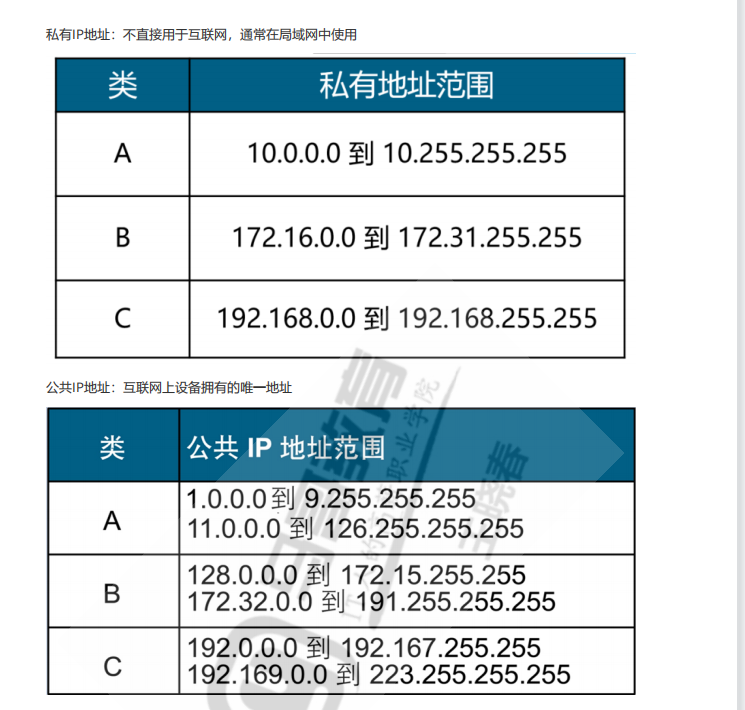 私有IP地址：不直接用于互联网，通常在局域网中使用
类 私有地址范围
A 10.0.0.0 到 10.255.255.255
B 172.16.0.0 到 172.31.255.255
C 192.168.0.0 到 192.168.255.255
公共IP地址：互联网上设备拥有的唯一地址
类 公共 IP 地址范围
A 1.0.0.0 到 9.255.255.255
11.0.0.0 到 126.255.255.255
B 128.0.0.0 到 172.15.255.255
172.32.0.0 到 191.255.255.255
C 192.0.0.0 到 192.167.255.255
192.169.0.0 到 223.255.255.255